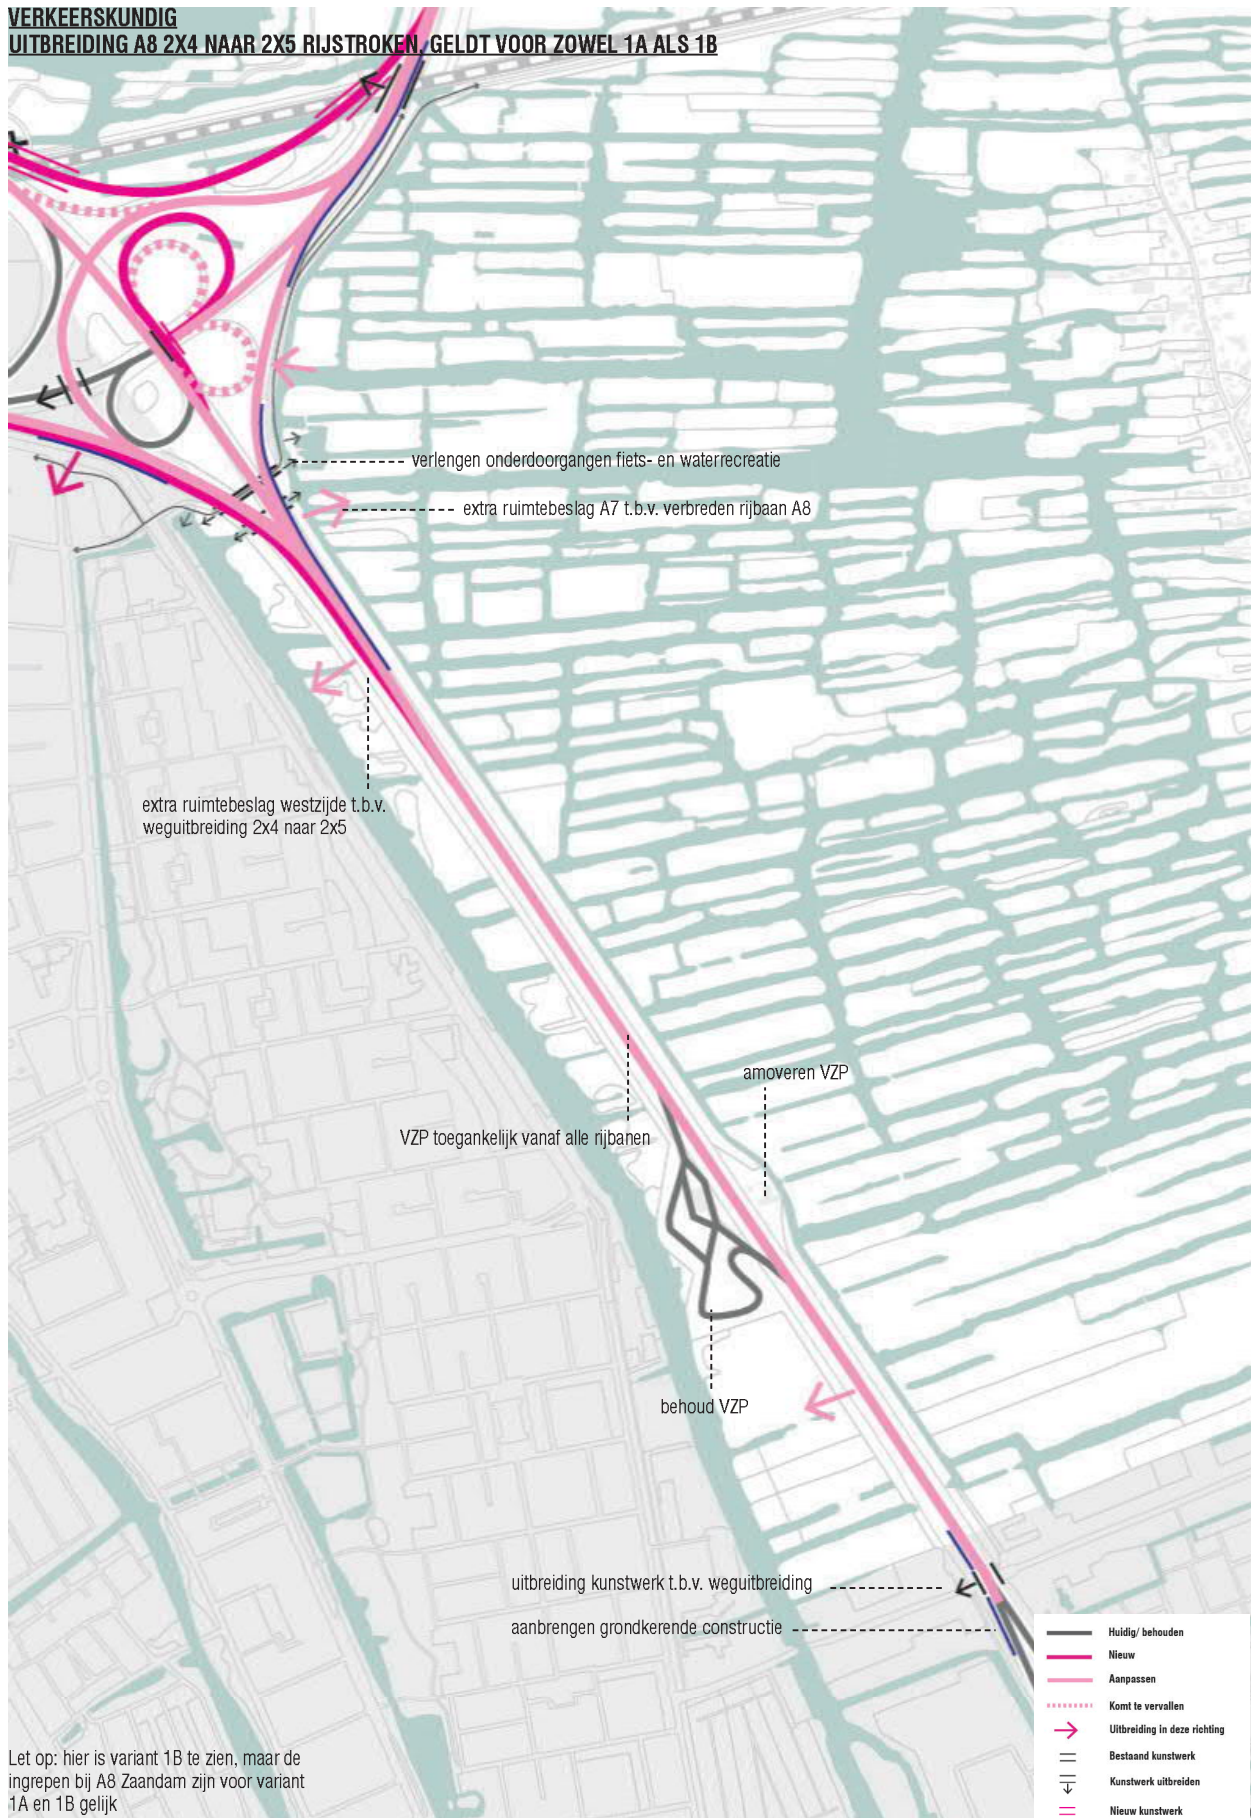 VERKEERSKUNDIG
UITBREIDING A8 2X4 NAAR 2X5 RIJSTROKEN, GELDT VOOR ZOWEL 1A ALS 1B
verlengen onderdoorgangen fiets- en waterrecreatie
extra ruimtebeslag A7 t.b.v. verbreden rijbaan A8
extra ruimtebeslag westzijde t.b.v.
weguitbreiding 2x4 naar 2x5
amoveren VZP
VZP toegankelijk vanaf alle rijbanen
behoud VZP
uitbreiding kunstwerk t.b.v. weguitbreiding
aanbrengen grondkerende constructie
Huidig/ behouden
Nieuw
Aanpassen
Komt te vervallen
Uitbreiding in deze richting
Bestaand kunstwerk
Kunstwerk uitbreiden
Nieuw kunstwerk
Let op: hier is variant 1B te zien, maar de
ingrepen bij A8 Zaandam zijn voor variant
1A en 1B gelijk